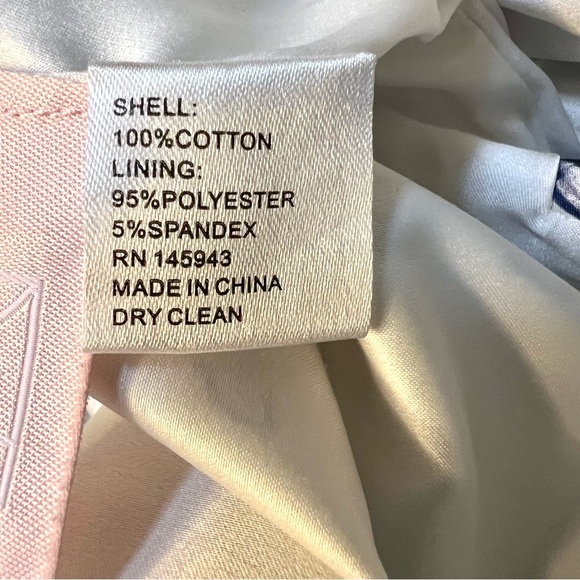 SHELL:
100%COTTON
LINING:
95%POLYESTER
5%SPANDEX
RN 145943
MADE IN CHINA
DRY CLEAN